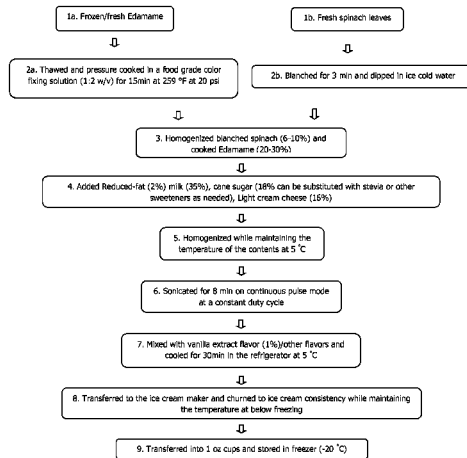 1a. Frozen/fresh Edamame
1b. Fresh spinach leaves
2a. Thawed and pressure cooked in a food grade color
fixing solution (1:2 w/v) for 15min at 259 °F at 20 psi
2b. Blanched for 3 min and dipped in ice cold water
3. Homogenized blanched spinach (6-10%) and
cooked Edamame (20-30%)
4. Added Reduced-fat (2%) milk (35%), cane sugar (18% can be substituted with stevia or other
sweeteners as needed), Light cream cheese (16%)
5. Homogenized while maintaining the
temperature of the contents at 5 °C
6. Sonicated for 8 min on continuous pulse mode
at a constant duty cycle
7. Mixed with vanilla extract flavor (1%)/other flavors and
cooked for 30min in the refrigerator at 5 °C
8. Transferred to the ice cream maker and churned to ice cream consistency while maintaining
the temperature at below freezing
9. Transferred into 1 oz cups and stored in freezer (-20 °C)